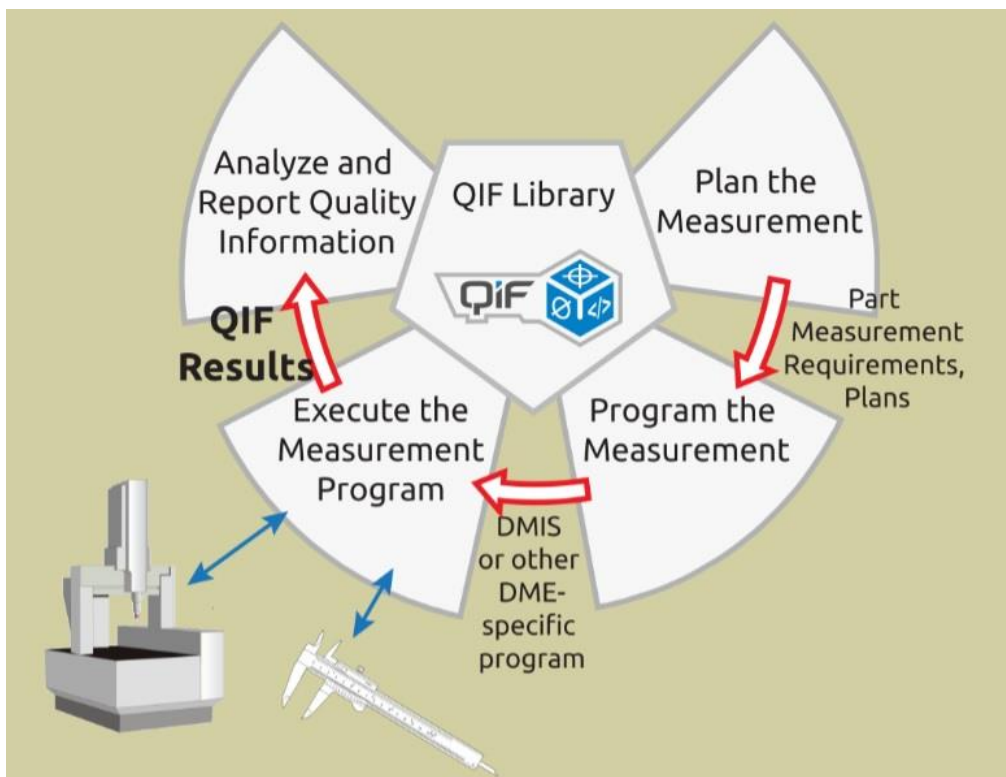 Analyze and
Report Quality
Information
QIF Library
QiF
</>
Plan the
Measurement
QIF
Results
Part
Measurement
Requirements,
Plans
Execute the
Measurement
Program
Program the
Measurement
DMIS
or other
DME-
specific
program